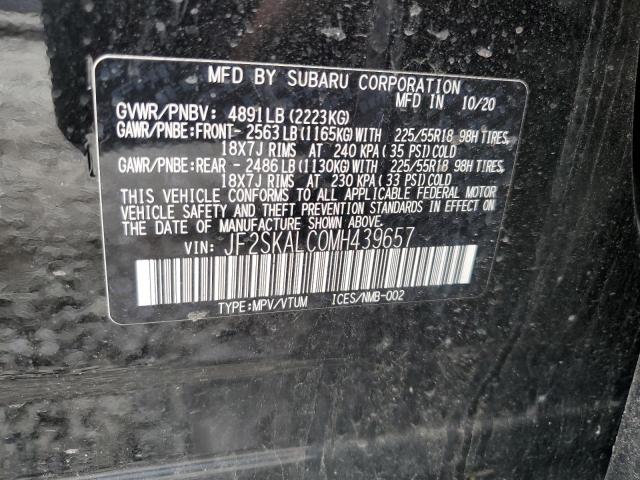 MFD BY SUBARU CORPORATION
MFD IN 10/20
GVWR/PNBV: 4891LB (2223KG)
GAWR/PNBE:FRONT- 2563LB (1165KG) WITH 225/55R18 98H TIRES,
18X7J RIMS AT 240 KPA (35 PSI) COLD
GAWR/PNBE:REAR - 2486LB (1130KG) WITH 225/55R18 98H TIRES,
18X7J RIMS AT 230 KPA (33 PSI) COLD
THIS VEHICLE CONFORMS TO ALL APPLICABLE FEDERAL MOTOR
VEHICLE SAFETY AND THEFT PREVENTION STANDARDS IN EFFECT ON
THE DATE OF MANUFACTURE SHOWN ABOVE.
VIN: JF2SKALC0MH439657
TYPE:MPV/VTUM ICES/NMB-002